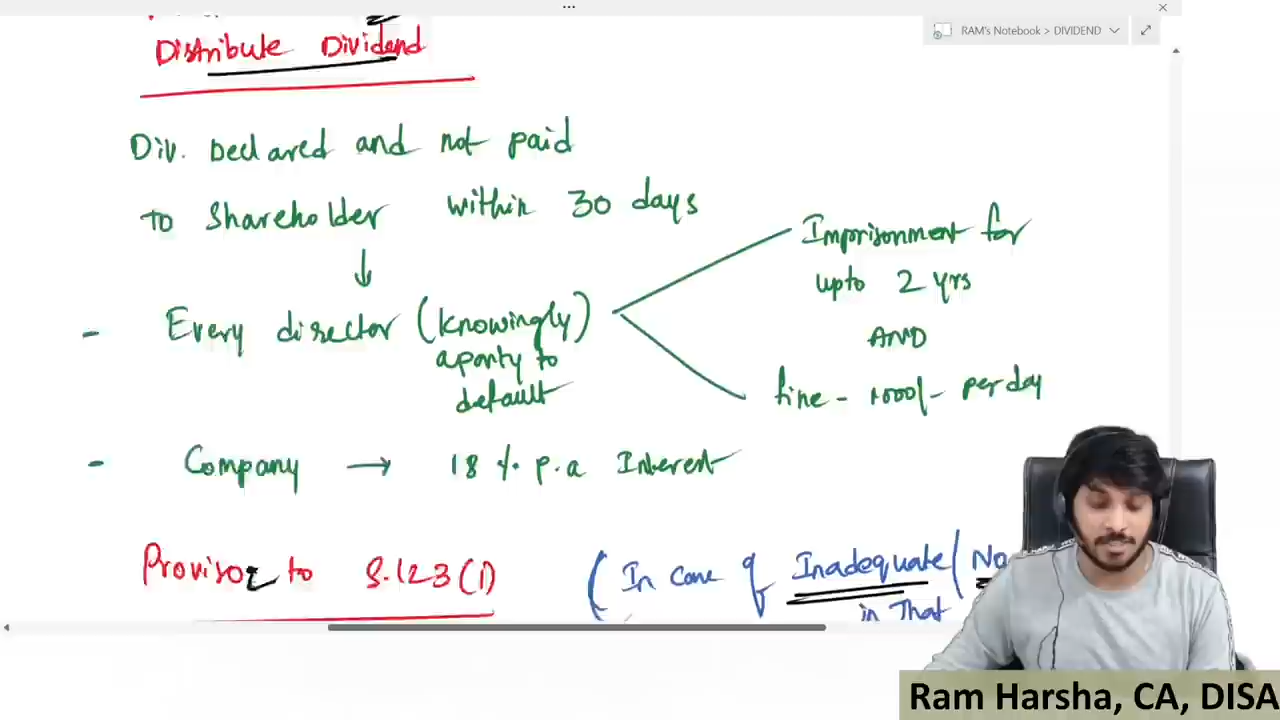 RAM's Notebook > DIVIDEND
Distribute Dividend
Div. Declared and not paid
to Shareholder within 30 days
Every director (knowingly)
a party to
default
Imprisonment for
upto 2 yrs
AND
fine - 1000/- per day
- Company → 18 %. p.a Interest
Proviso 2 to S.123(1)
(In case of Inadequate / No
in That
Ram Harsha, CA, DISA